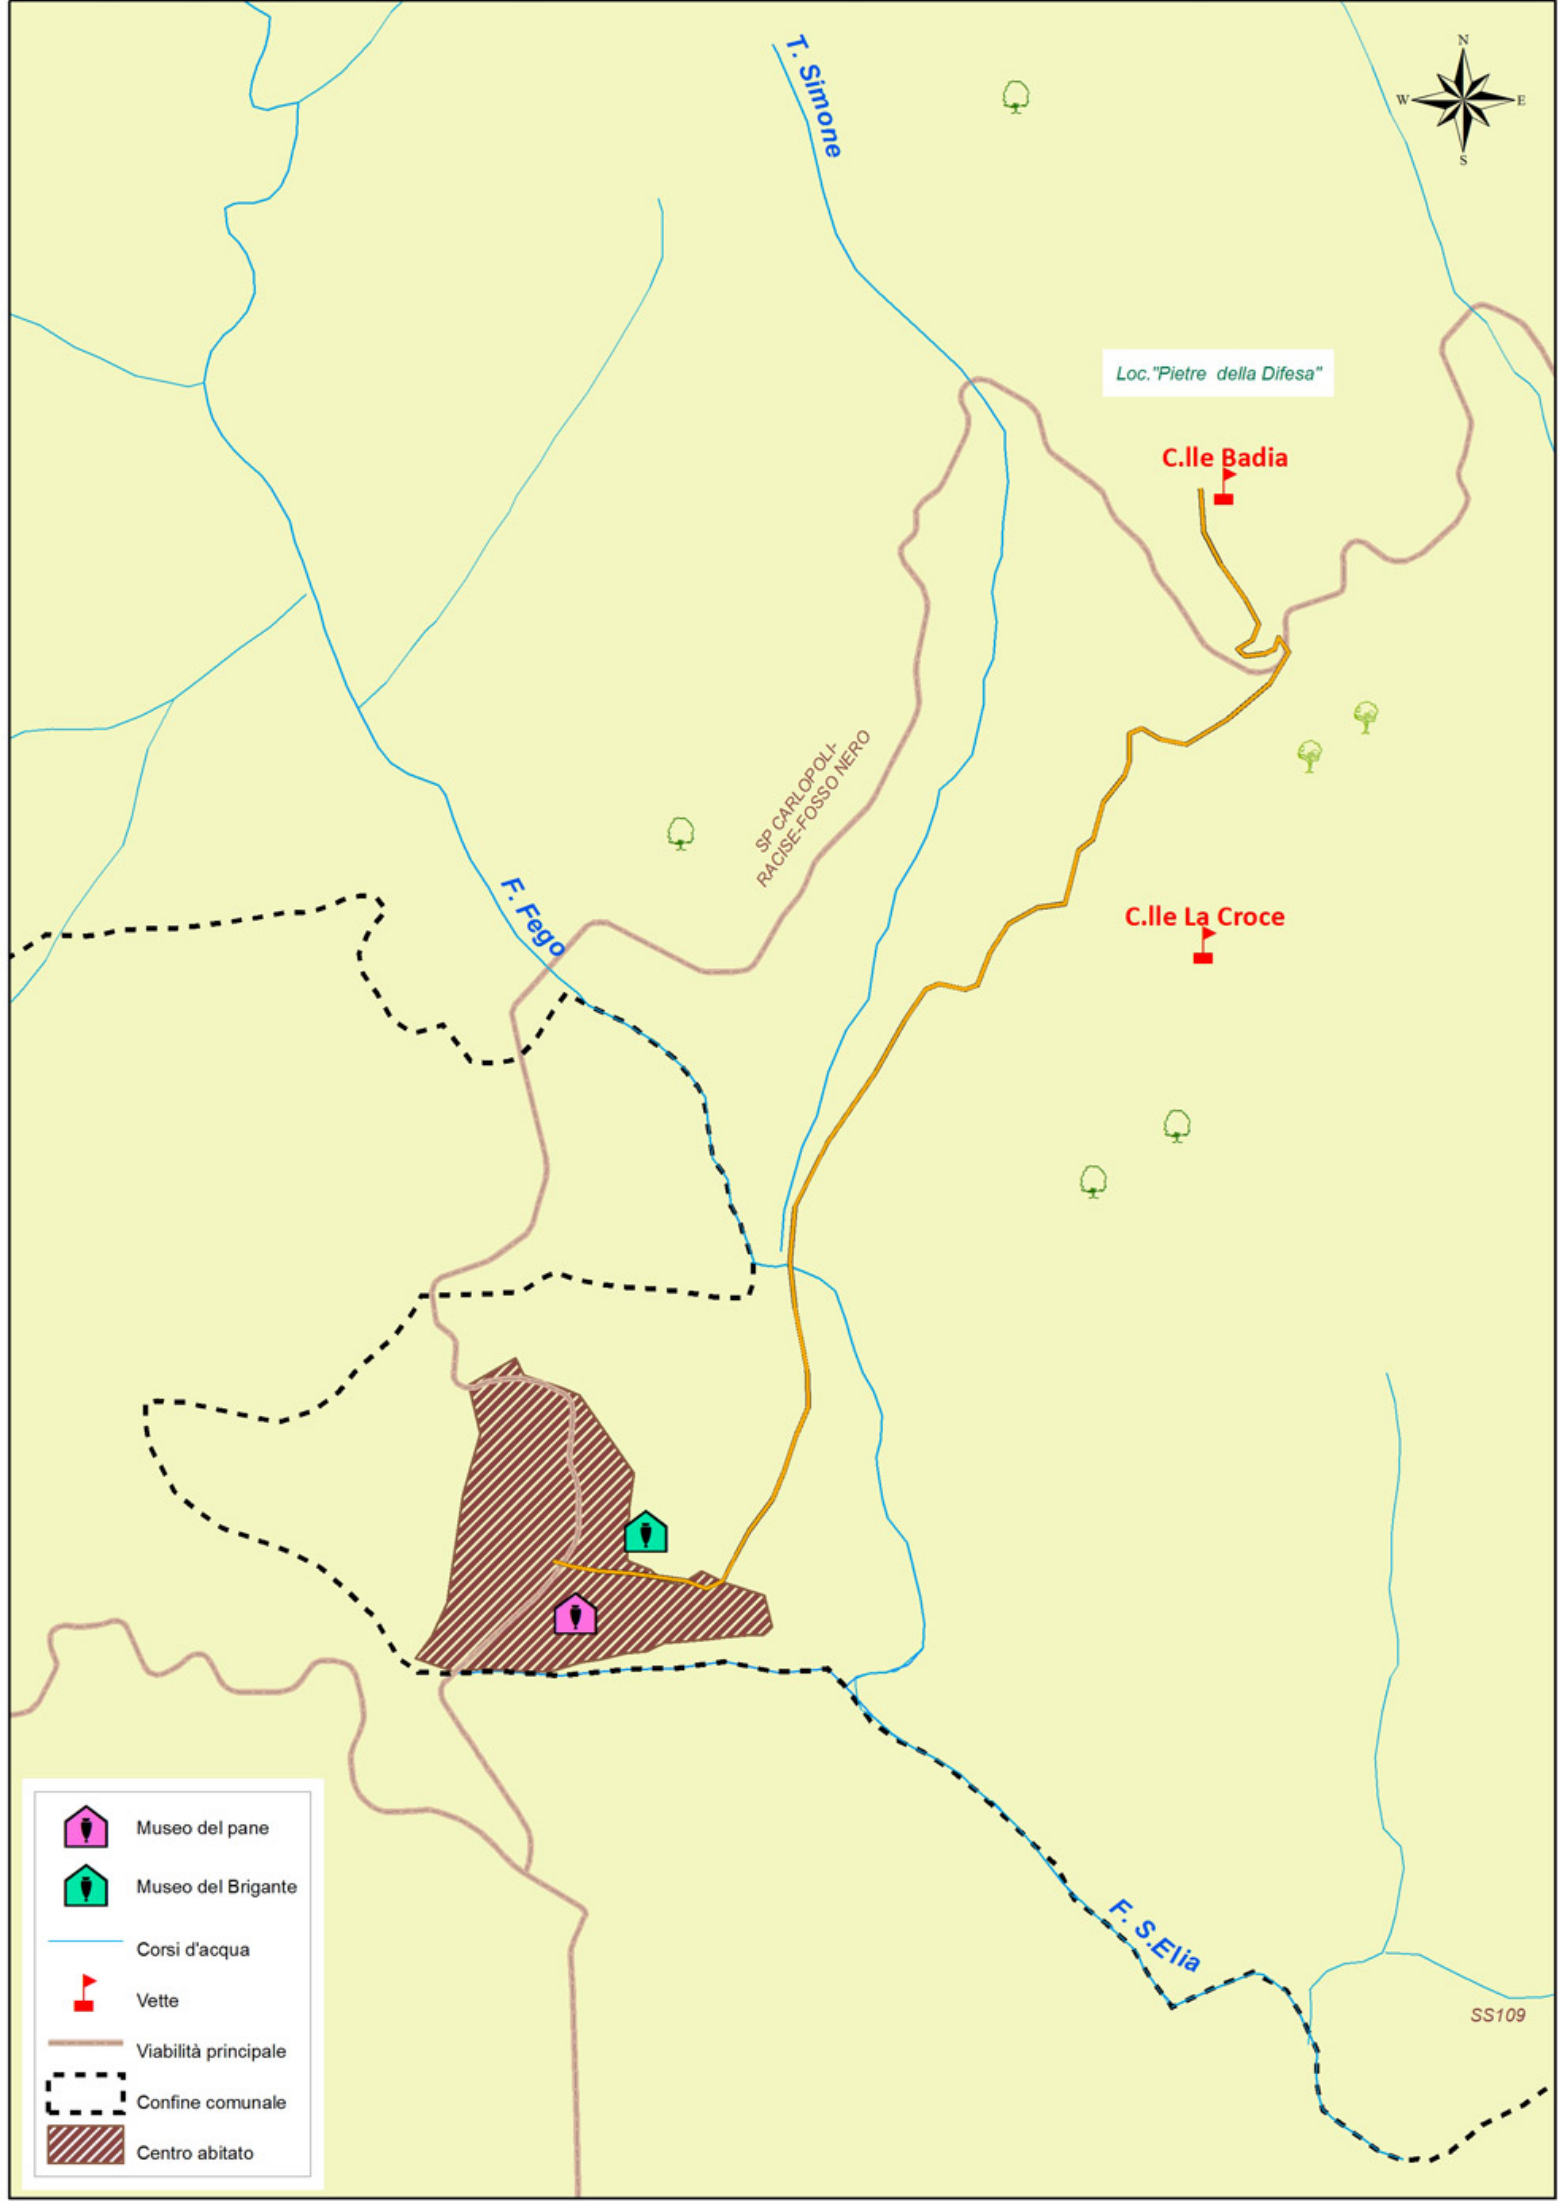 T. Simone
N
W
E
S
Loc."Pietre della Difesa"
C.lle Badia
SP CARLOPOLI-
RACISE-FOSSO NERO
F. Fego
C.lle La Croce
F. S.Elia
SS109
Museo del pane
Museo del Brigante
Corsi d'acqua
Vette
Viabilità principale
Confine comunale
Centro abitato